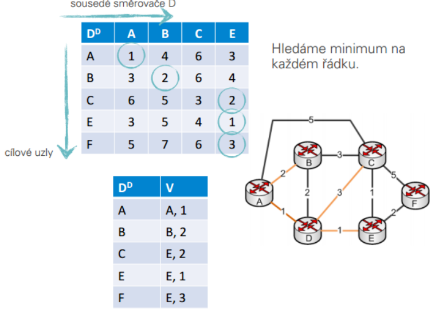 sousedé směrovače D
Dᴰ A B C E
A 1 4 6 3
B 3 2 6 4
C 6 5 3 2
E 3 5 4 1
F 5 7 6 3
Hledáme minimum na
každém řádku.
cílové uzly
Dᴰ V
A A, 1
B B, 2
C E, 2
E E, 1
F E, 3
5
B 3 C
2 5
A 2 3 1 F
1 2
D 1 E